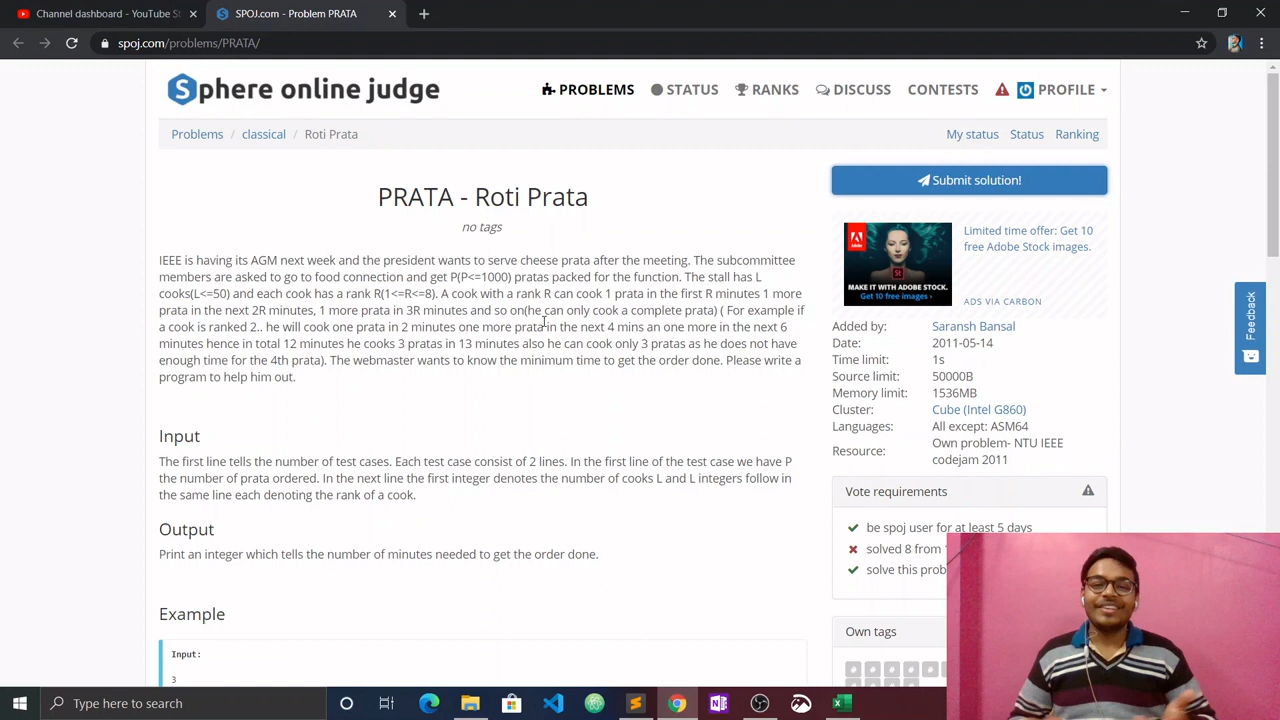 Channel dashboard - YouTube S
SPOJ.com - Problem PRATA
spoj.com/problems/PRATA/
Sphere online judge
PROBLEMS
STATUS
RANKS
DISCUSS
CONTESTS
PROFILE
Problems / classical / Roti Prata
My status
Status
Ranking
PRATA - Roti Prata
no tags
IEEE is having its AGM next week and the president wants to serve cheese prata after the meeting. The subcommittee
members are asked to go to food connection and get P(P<=1000) pratas packed for the function. The stall has L
cooks(L<=50) and each cook has a rank R(1<=R<=8). A cook with a rank R can cook 1 prata in the first R minutes 1 more
prata in the next 2R minutes, 1 more prata in 3R minutes and so on(he can only cook a complete prata) ( For example if
a cook is ranked 2.. he will cook one prata in 2 minutes one more prata in the next 4 mins an one more in the next 6
minutes hence in total 12 minutes he cooks 3 pratas in 13 minutes also he can cook only 3 pratas as he does not have
enough time for the 4th prata). The webmaster wants to know the minimum time to get the order done. Please write a
program to help him out.
Input
The first line tells the number of test cases. Each test case consist of 2 lines. In the first line of the test case we have P
the number of prata ordered. In the next line the first integer denotes the number of cooks L and L integers follow in
the same line each denoting the rank of a cook.
Output
Print an integer which tells the number of minutes needed to get the order done.
Example
Input:
3
Submit solution!
MAKE IT WITH ADOBE STOCK.
Get 10 free images ›
St
Limited time offer: Get 10
free Adobe Stock images.
ADS VIA CARBON
Added by: Saransh Bansal
Date: 2011-05-14
Time limit: 1s
Source limit: 50000B
Memory limit: 1536MB
Cluster: Cube (Intel G860)
Languages: All except: ASM64
Resource: Own problem- NTU IEEE
codejam 2011
Vote requirements
be spoj user for at least 5 days
solved 8 from
solve this prob
Own tags
Feedback
Type here to search